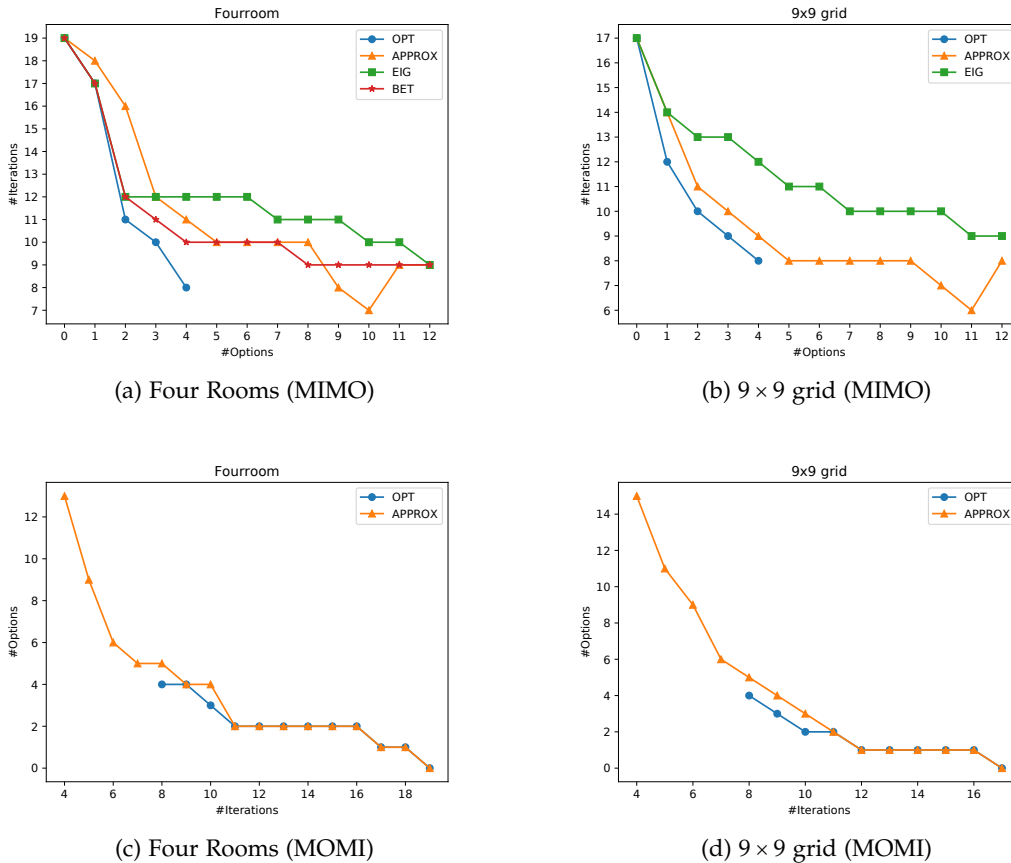 Fourroom
OPT
APPROX
EIG
BET
19
18
17
16
15
14
13
12
11
10
9
8
7
#Iterations
0 1 2 3 4 5 6 7 8 9 10 11 12
#Options
(a) Four Rooms (MIMO)
9x9 grid
OPT
APPROX
EIG
17
16
15
14
13
12
11
10
9
8
7
6
#Iterations
0 1 2 3 4 5 6 7 8 9 10 11 12
#Options
(b) 9 × 9 grid (MIMO)
Fourroom
OPT
APPROX
12
10
8
6
4
2
0
#Options
4 6 8 10 12 14 16 18
#Iterations
(c) Four Rooms (MOMI)
9x9 grid
OPT
APPROX
14
12
10
8
6
4
2
0
#Options
4 6 8 10 12 14 16
#Iterations
(d) 9 × 9 grid (MOMI)